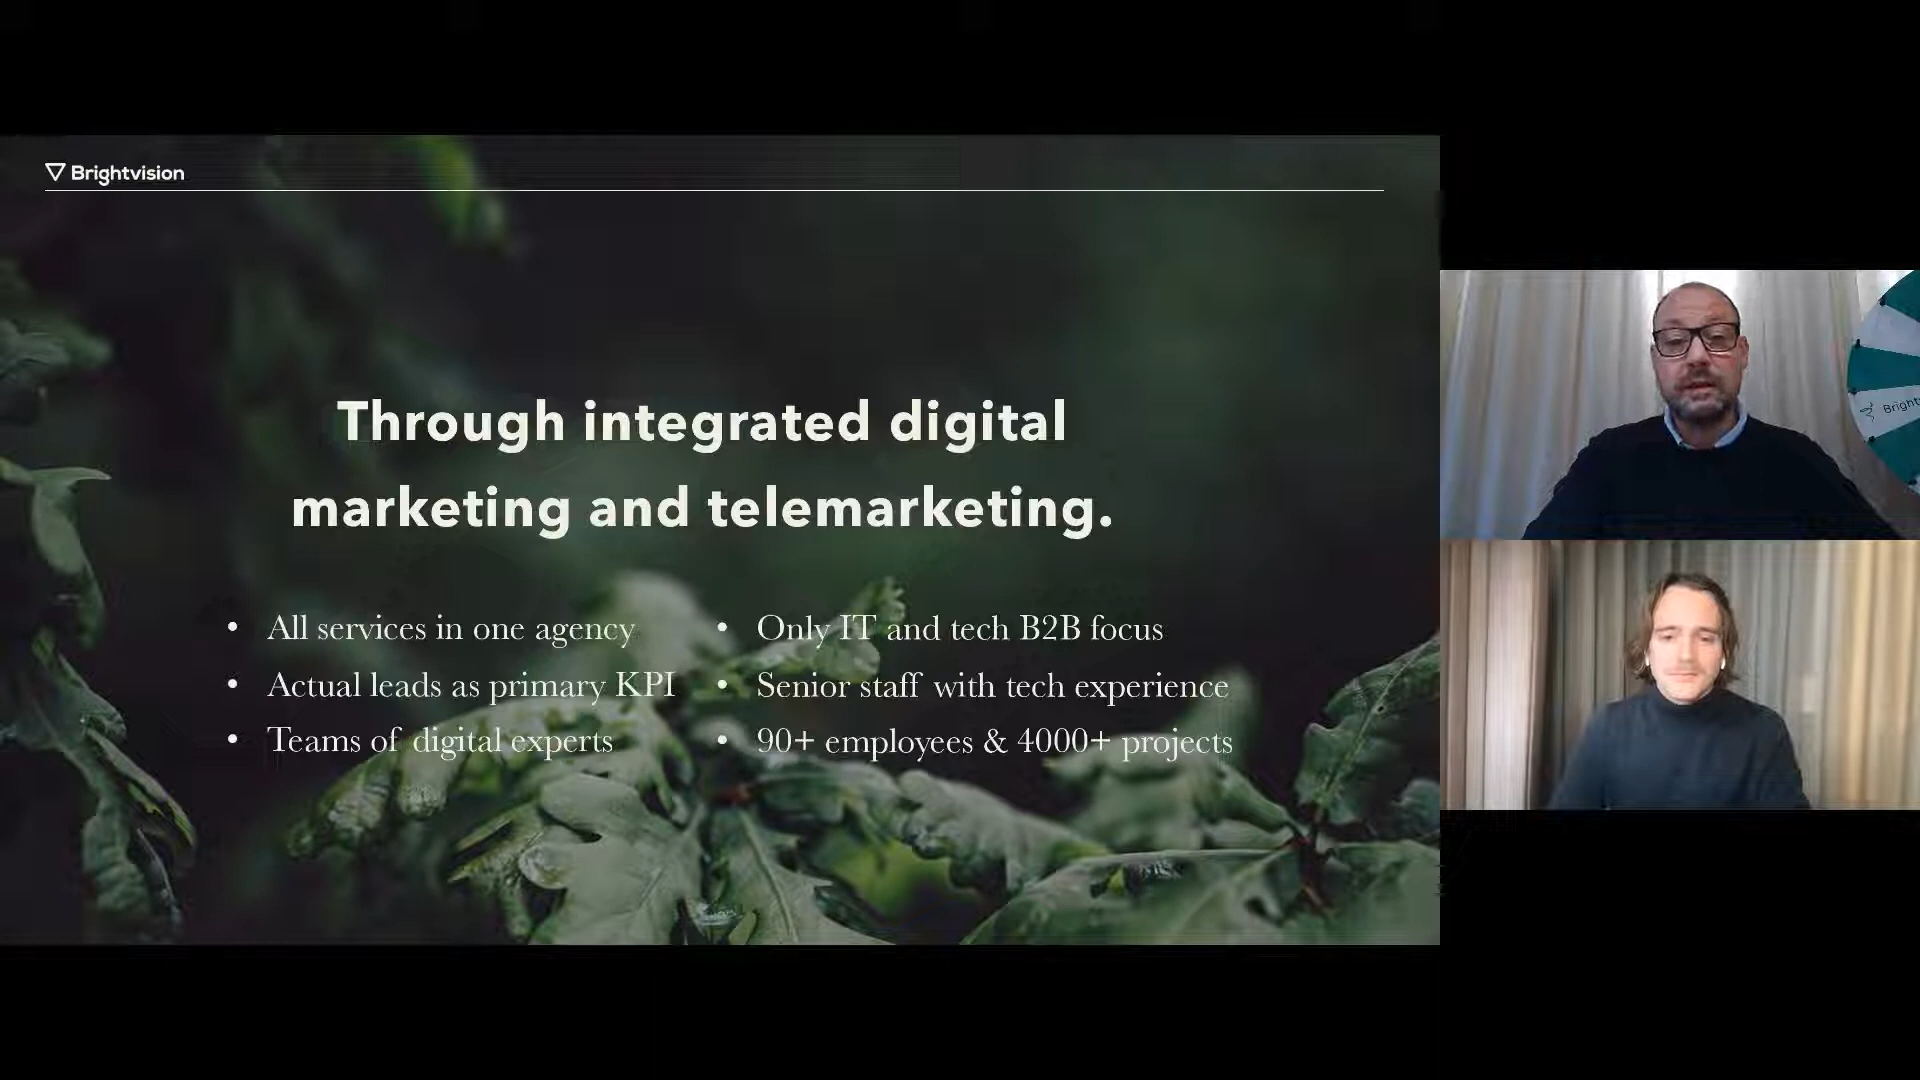 Brightvision
Through integrated digital
marketing and telemarketing.
• All services in one agency
• Actual leads as primary KPI
• Teams of digital experts
• Only IT and tech B2B focus
• Senior staff with tech experience
• 90+ employees & 4000+ projects
Bright